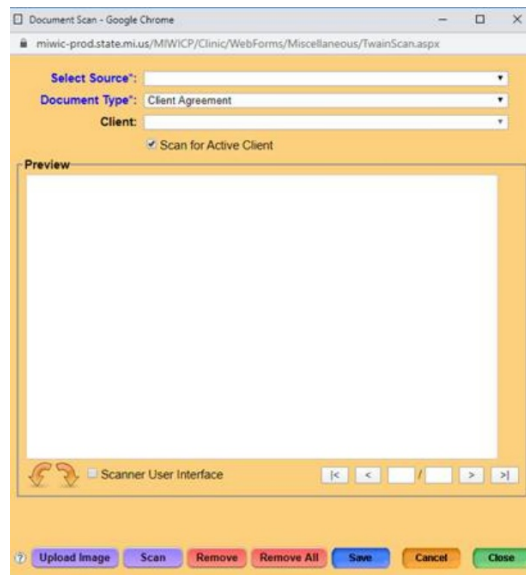 Document Scan - Google Chrome
miwic-prod.state.mi.us/MIWICP/Clinic/WebForms/Miscellaneous/TwainScan.aspx
Select Source*:
Document Type*: Client Agreement
Client:
Scan for Active Client
Preview
Scanner User Interface |< < / > >|
? Upload Image Scan Remove Remove All Save Cancel Close